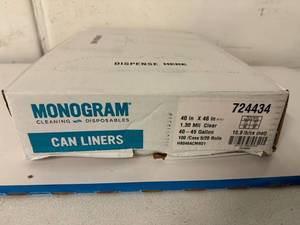 DISPENSE HERE
MONOGRAM®
CLEANING DISPOSABLES
CAN LINERS
724434
40 in X 46 in
1.30 Mil Clear
40 - 45 Gallon
100 /Case 5/20 Rolls